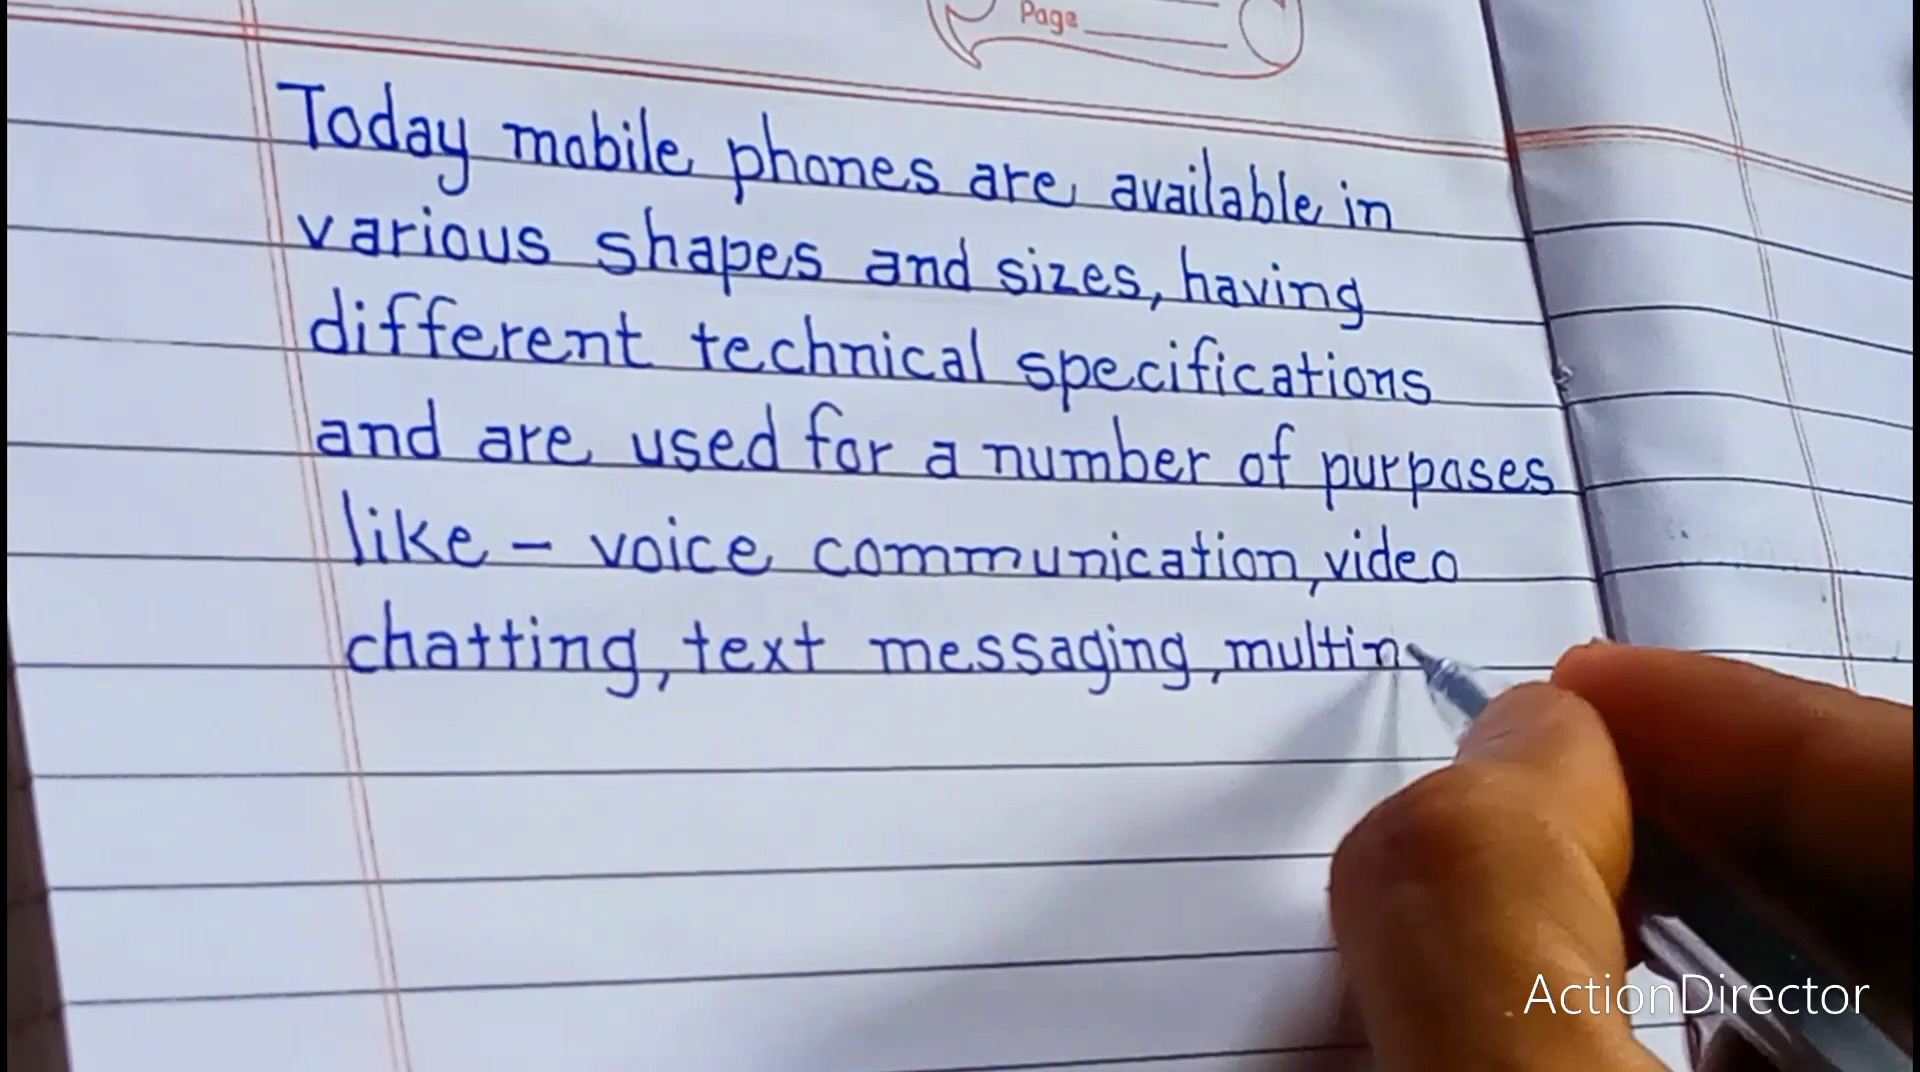 Page
Today mobile phones are available in
various shapes and sizes, having
different technical specifications
and are used for a number of purposes
like - voice communication, video
chatting, text messaging, multin
ActionDirector